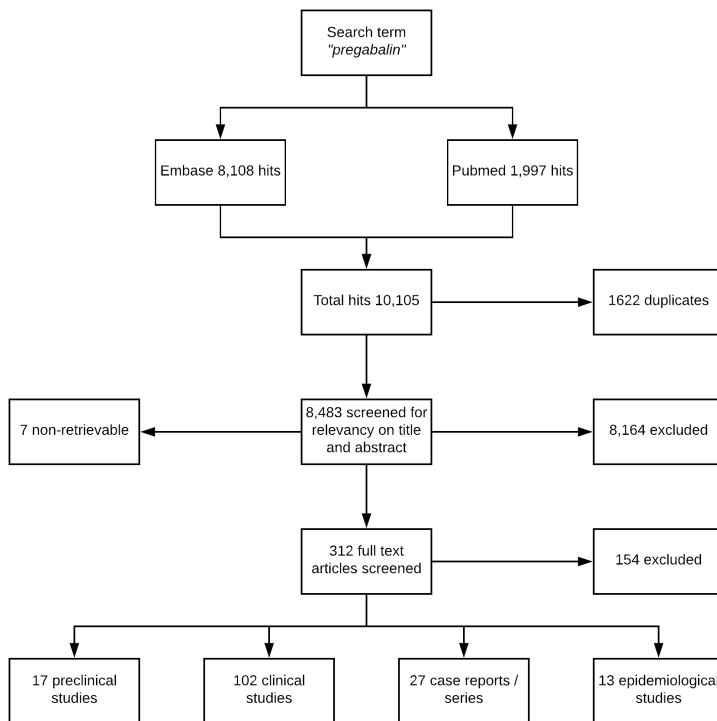 Search term
"pregabalin"
Embase 8,108 hits
Pubmed 1,997 hits
Total hits 10,105
1622 duplicates
7 non-retrievable
8,483 screened for
relevancy on title
and abstract
8,164 excluded
312 full text
articles screened
154 excluded
17 preclinical
studies
102 clinical
studies
27 case reports /
series
13 epidemiological
studies